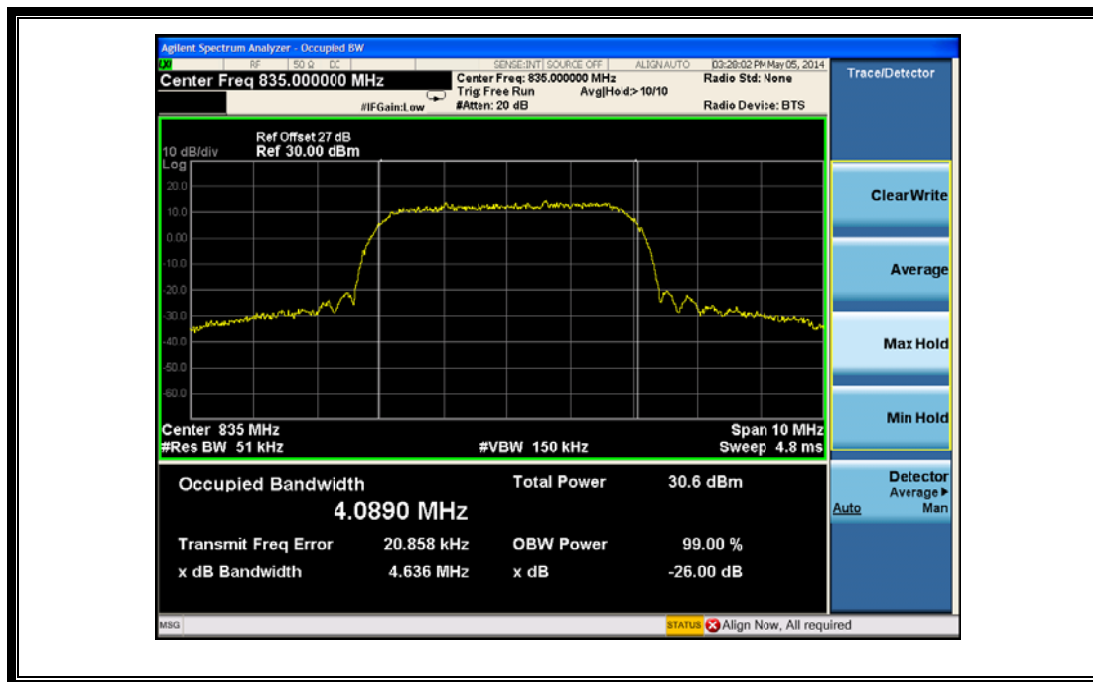 Agilent Spectrum Analyzer - Occupied BW
LXI RF 50 Ω DC SENSE:INT SOURCE OFF ALIGN AUTO 03:28:02 PM May 05, 2014
Center Freq 835.000000 MHz
Center Freq: 835.000000 MHz
Radio Std: None
Trig: Free Run Avg|Hold:> 10/10
#IFGain:Low
#Atten: 20 dB
Radio Device: BTS
Ref Offset 27 dB
10 dB/div Ref 30.00 dBm
Log
20.0
10.0
0.00
-10.0
-20.0
-30.0
-40.0
-50.0
-60.0
Center 835 MHz
Span 10 MHz
#Res BW 51 kHz
#VBW 150 kHz
Sweep 4.8 ms
Occupied Bandwidth
Total Power 30.6 dBm
4.0890 MHz
Transmit Freq Error 20.858 kHz
OBW Power 99.00 %
x dB Bandwidth 4.636 MHz
x dB -26.00 dB
MSG
STATUS Align Now, All required
Trace/Detector
Clear Write
Average
Max Hold
Min Hold
Detector
Average
Auto Man